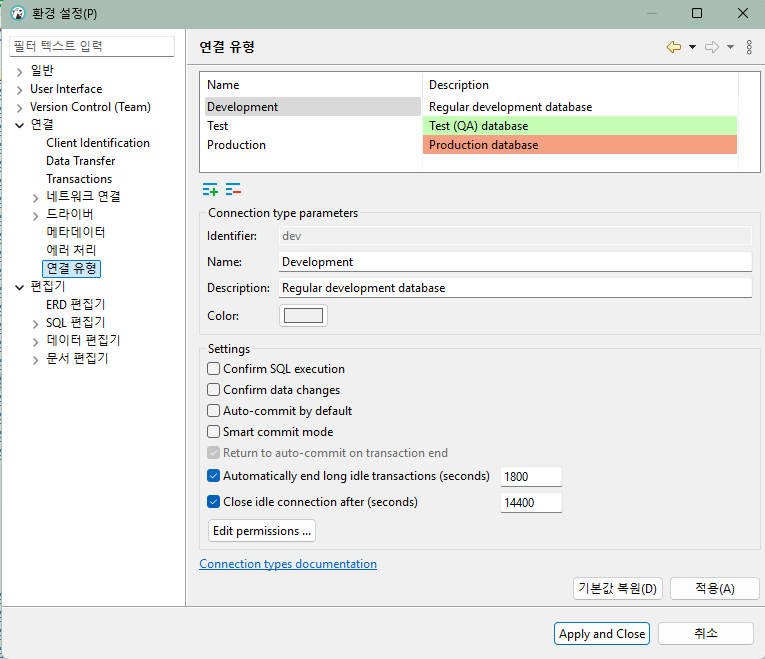 환경 설정(P)
필터 텍스트 입력
일반
User Interface
Version Control (Team)
연결
Client Identification
Data Transfer
Transactions
네트워크 연결
드라이버
메타데이터
에러 처리
연결 유형
편집기
ERD 편집기
SQL 편집기
데이터 편집기
문서 편집기
연결 유형
Name Description
Development Regular development database
Test Test (QA) database
Production Production database
Connection type parameters
Identifier: dev
Name: Development
Description: Regular development database
Color:
Settings
Confirm SQL execution
Confirm data changes
Auto-commit by default
Smart commit mode
Return to auto-commit on transaction end
Automatically end long idle transactions (seconds) 1800
Close idle connection after (seconds) 14400
Edit permissions ...
Connection types documentation
기본값 복원(D) 적용(A)
Apply and Close 취소